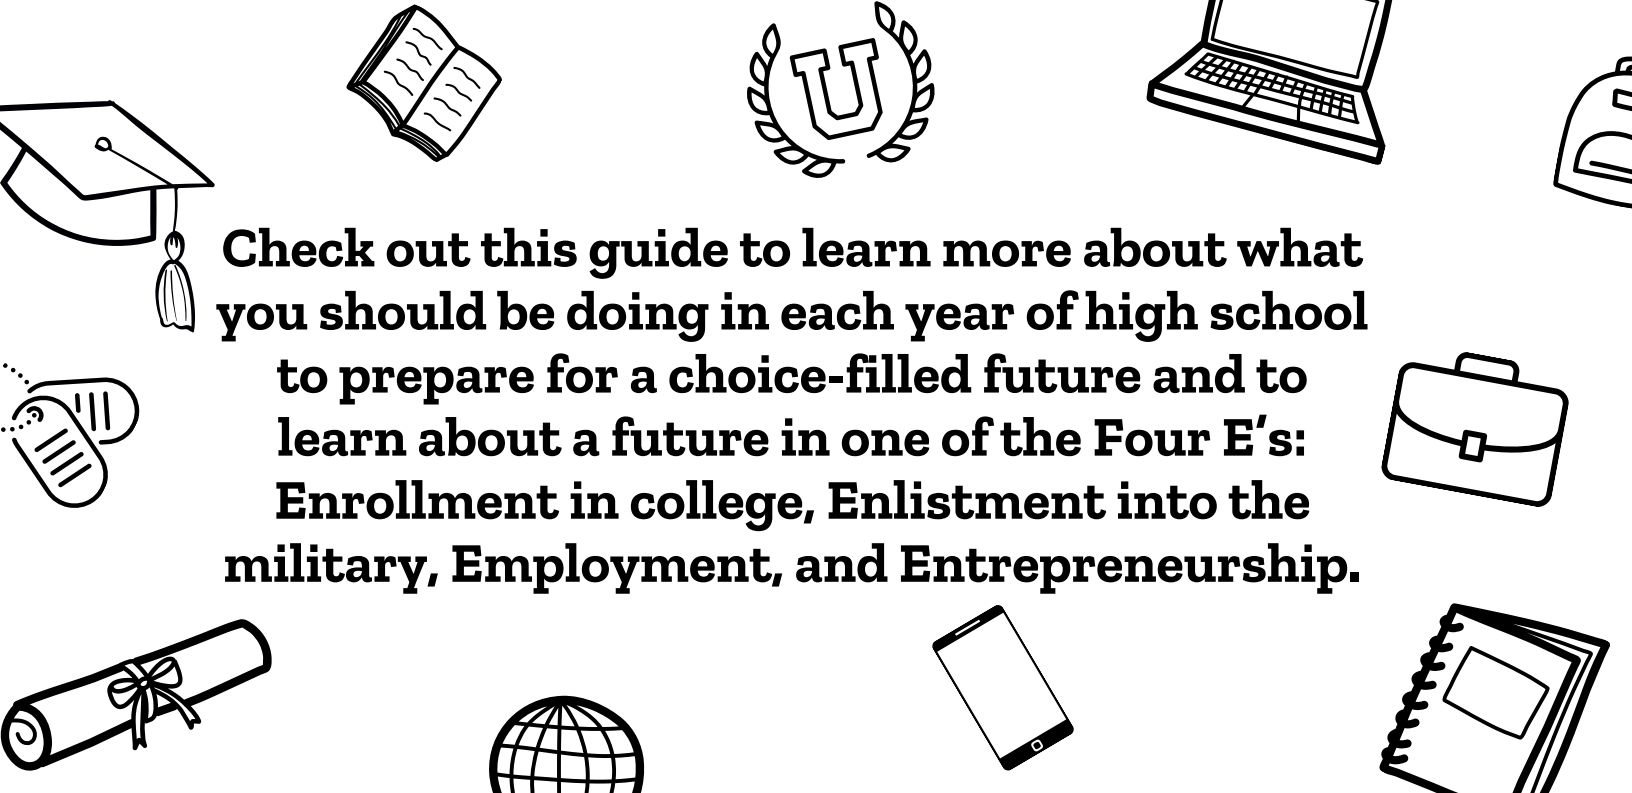 U
Check out this guide to learn more about what
you should be doing in each year of high school
to prepare for a choice-filled future and to
learn about a future in one of the Four E’s:
Enrollment in college, Enlistment into the
military, Employment, and Entrepreneurship.